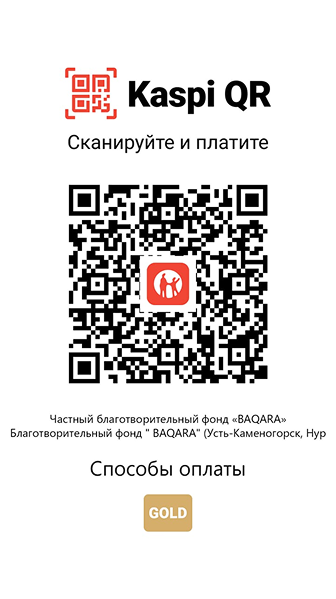 Kaspi QR
Сканируйте и платите
Частный благотворительный фонд «BAQARA»
Благотворительный фонд " BAQARA" (Усть-Каменогорск, Нур
Способы оплаты
GOLD